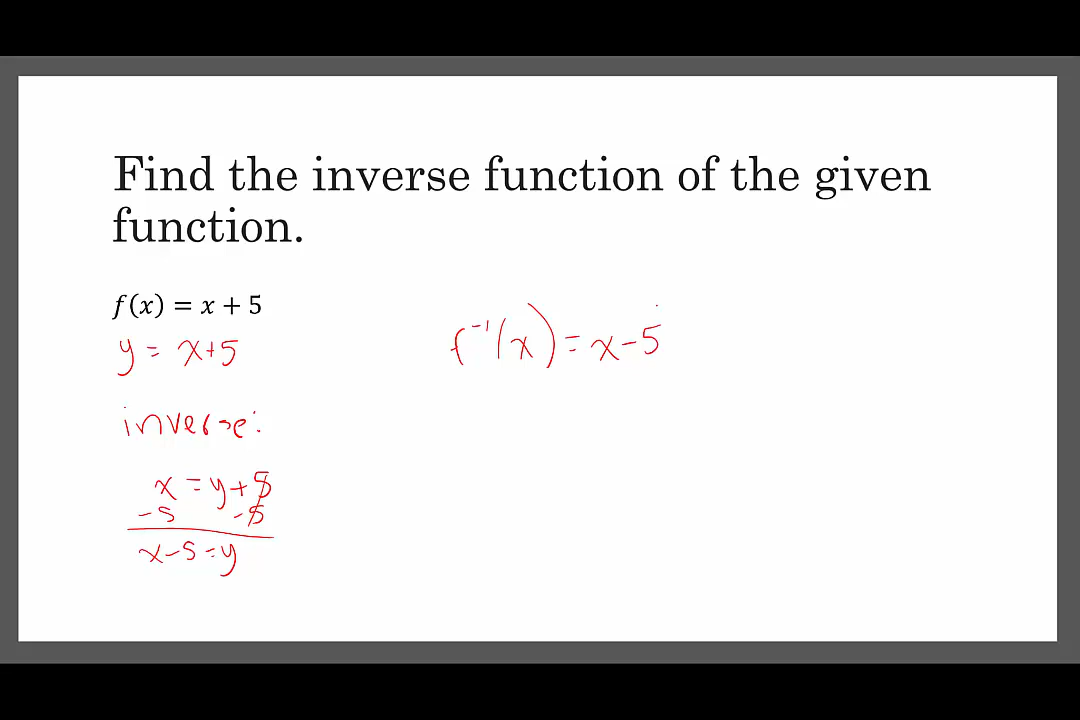 Find the inverse function of the given
function.
f(x) = x + 5
y = x+5
f⁻¹(x) = x-5
inverse:
x = y+5
-5 -5
x-5=y